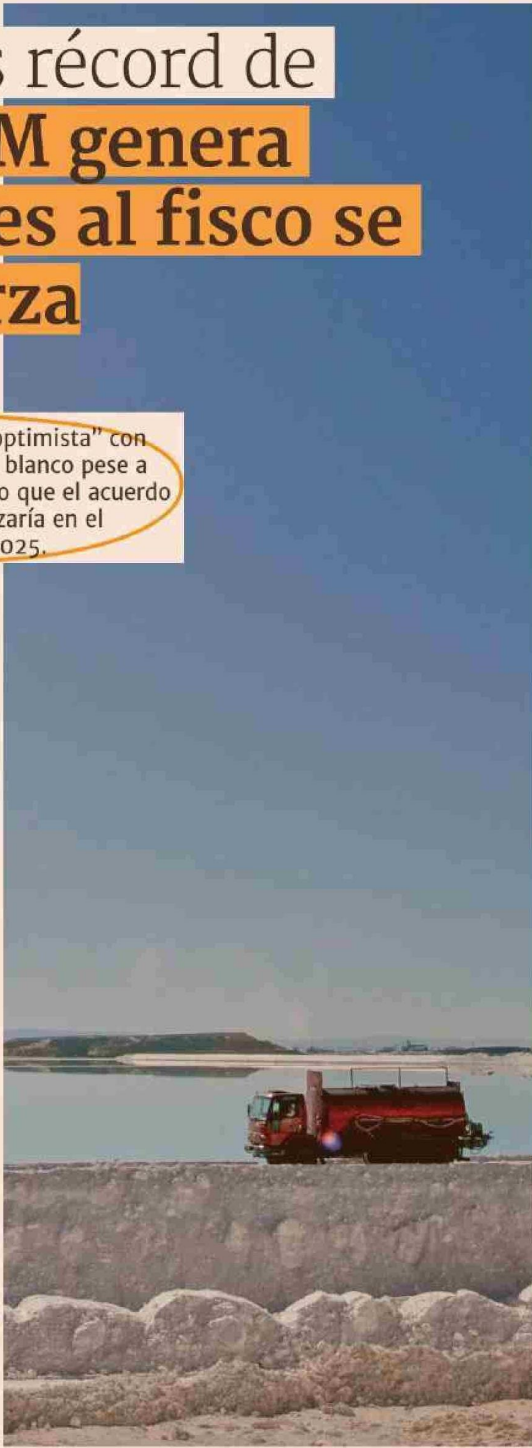 récord de
M genera
es al fisco se
rza
optimista” con
blanco pese a
o que el acuerdo
zaría en el
025.